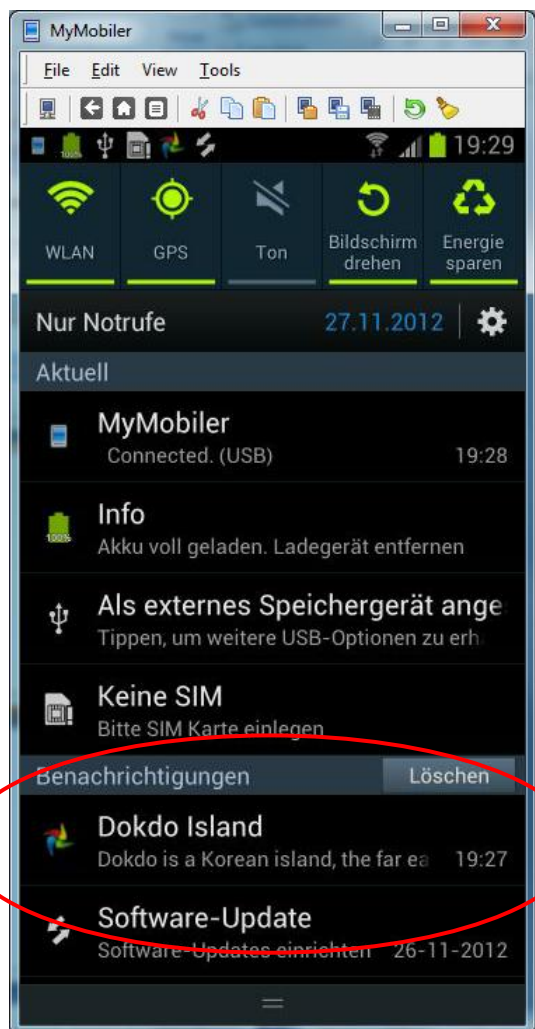 MyMobiler
File Edit View Tools
100% 19:29
WLAN GPS Ton Bildschirm drehen Energie sparen
Nur Notrufe 27.11.2012
Aktuell
MyMobiler
Connected. (USB) 19:28
100%
Info
Akku voll geladen. Ladegerät entfernen
Als externes Speichergerät ange
Tippen, um weitere USB-Optionen zu erh
Keine SIM
Bitte SIM Karte einlegen
Benachrichtigungen Löschen
Dokdo Island
Dokdo is a Korean island, the far ea 19:27
Software-Update
Software-Updates einrichten 26-11-2012